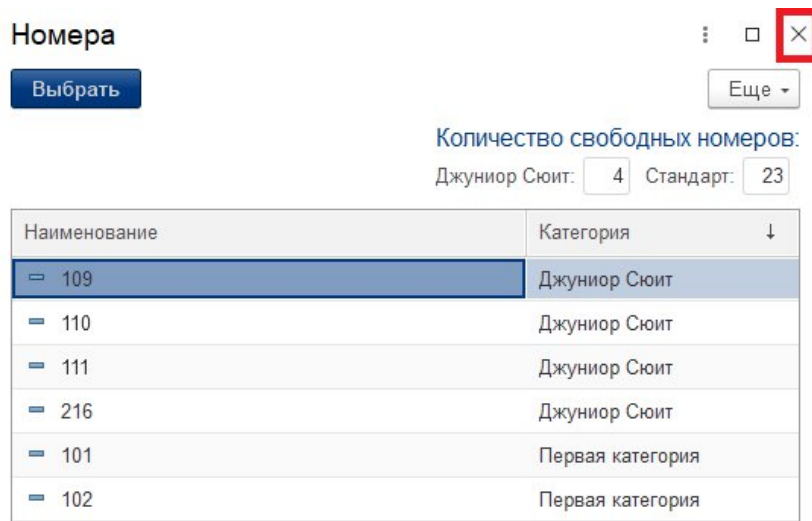 Номера
Выбрать
Еще
Количество свободных номеров:
Джуниор Сюит: 4 Стандарт: 23
Наименование Категория
109 Джуниор Сюит
110 Джуниор Сюит
111 Джуниор Сюит
216 Джуниор Сюит
101 Первая категория
102 Первая категория